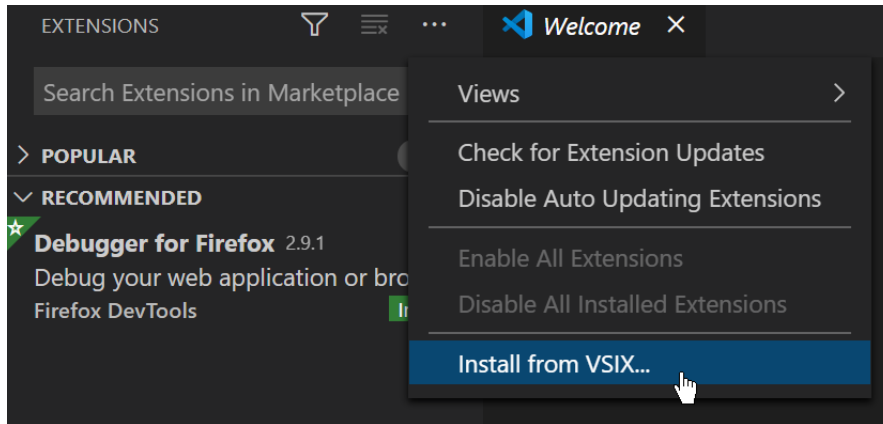 EXTENSIONS
Welcome
Search Extensions in Marketplace
Views
POPULAR
Check for Extension Updates
RECOMMENDED
Disable Auto Updating Extensions
Debugger for Firefox 2.9.1
Debug your web application or bro
Enable All Extensions
Firefox DevTools
Disable All Installed Extensions
Install from VSIX...